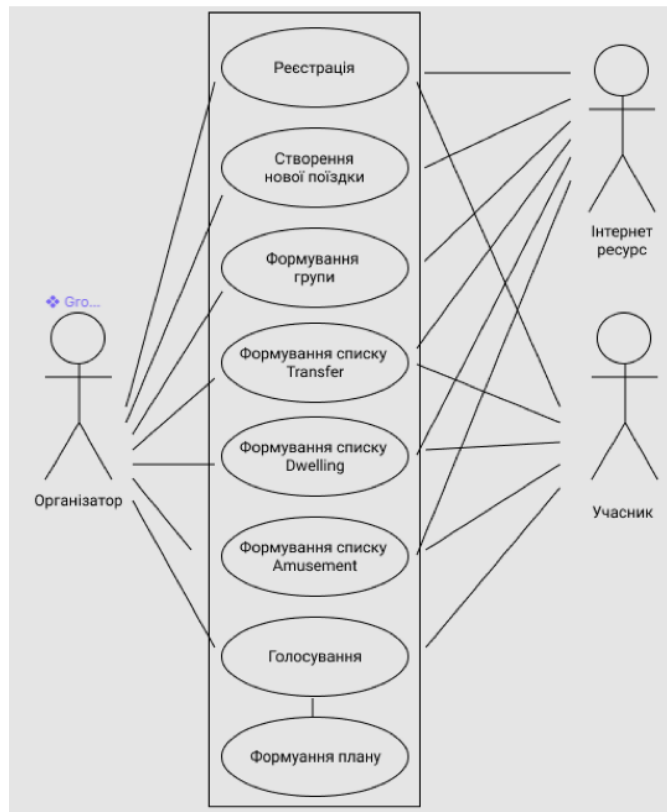 Реєстрація
Створення
нової поїздки
Інтернет
ресурс
Формування
групи
Gro...
Формування списку
Transfer
Формування списку
Dwelling
Організатор
Учасник
Формування списку
Amusement
Голосування
Формуання плану